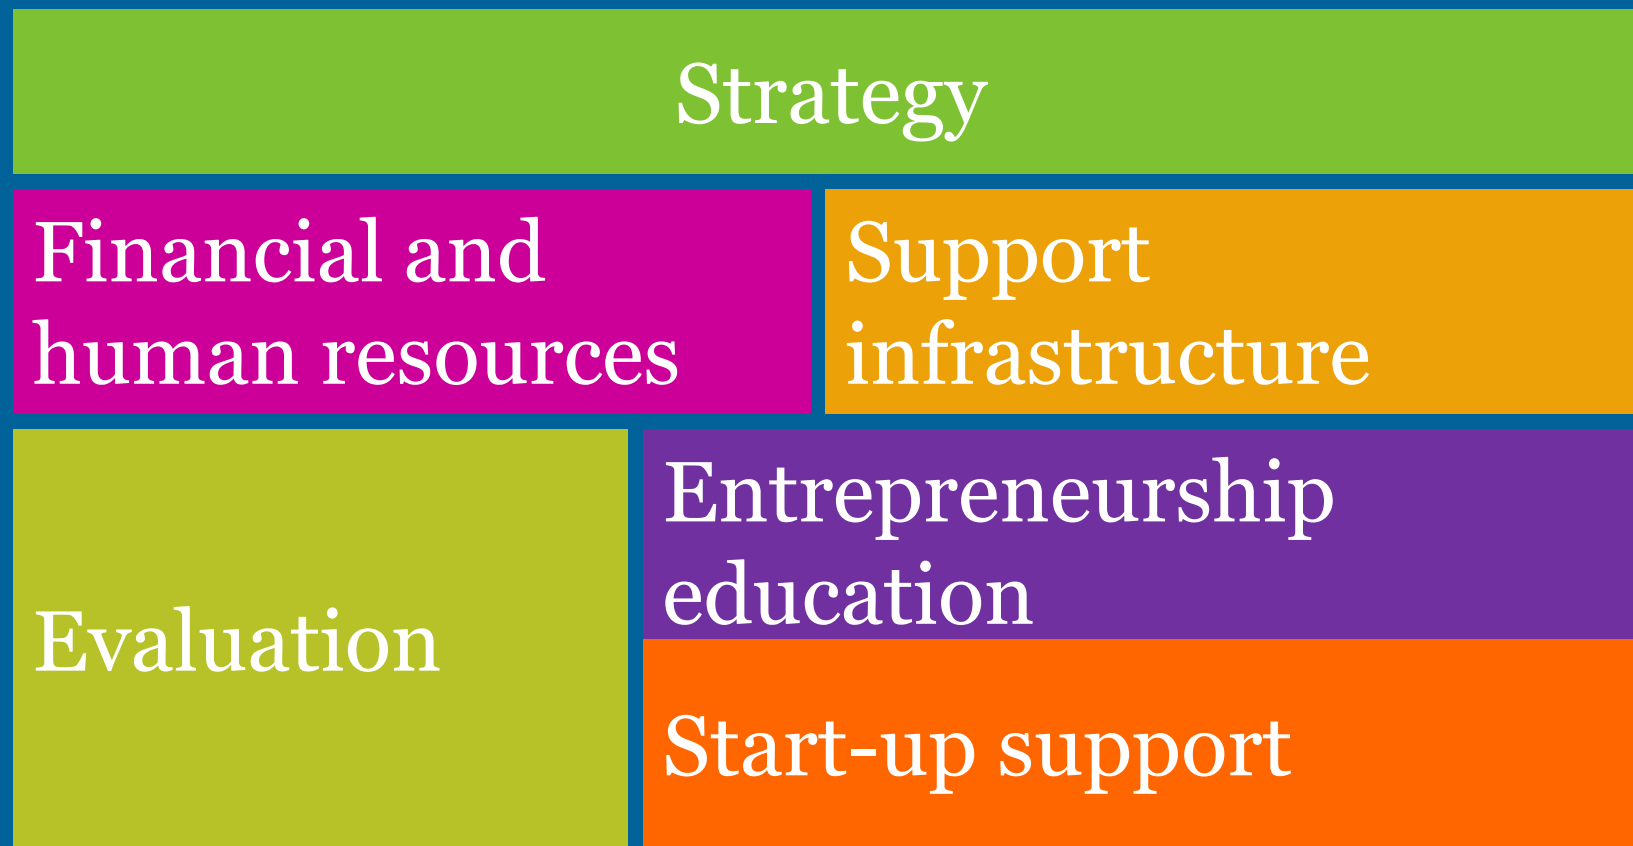 Strategy
Financial and
human resources
Support
infrastructure
Evaluation
Entrepreneurship
education
Start-up support